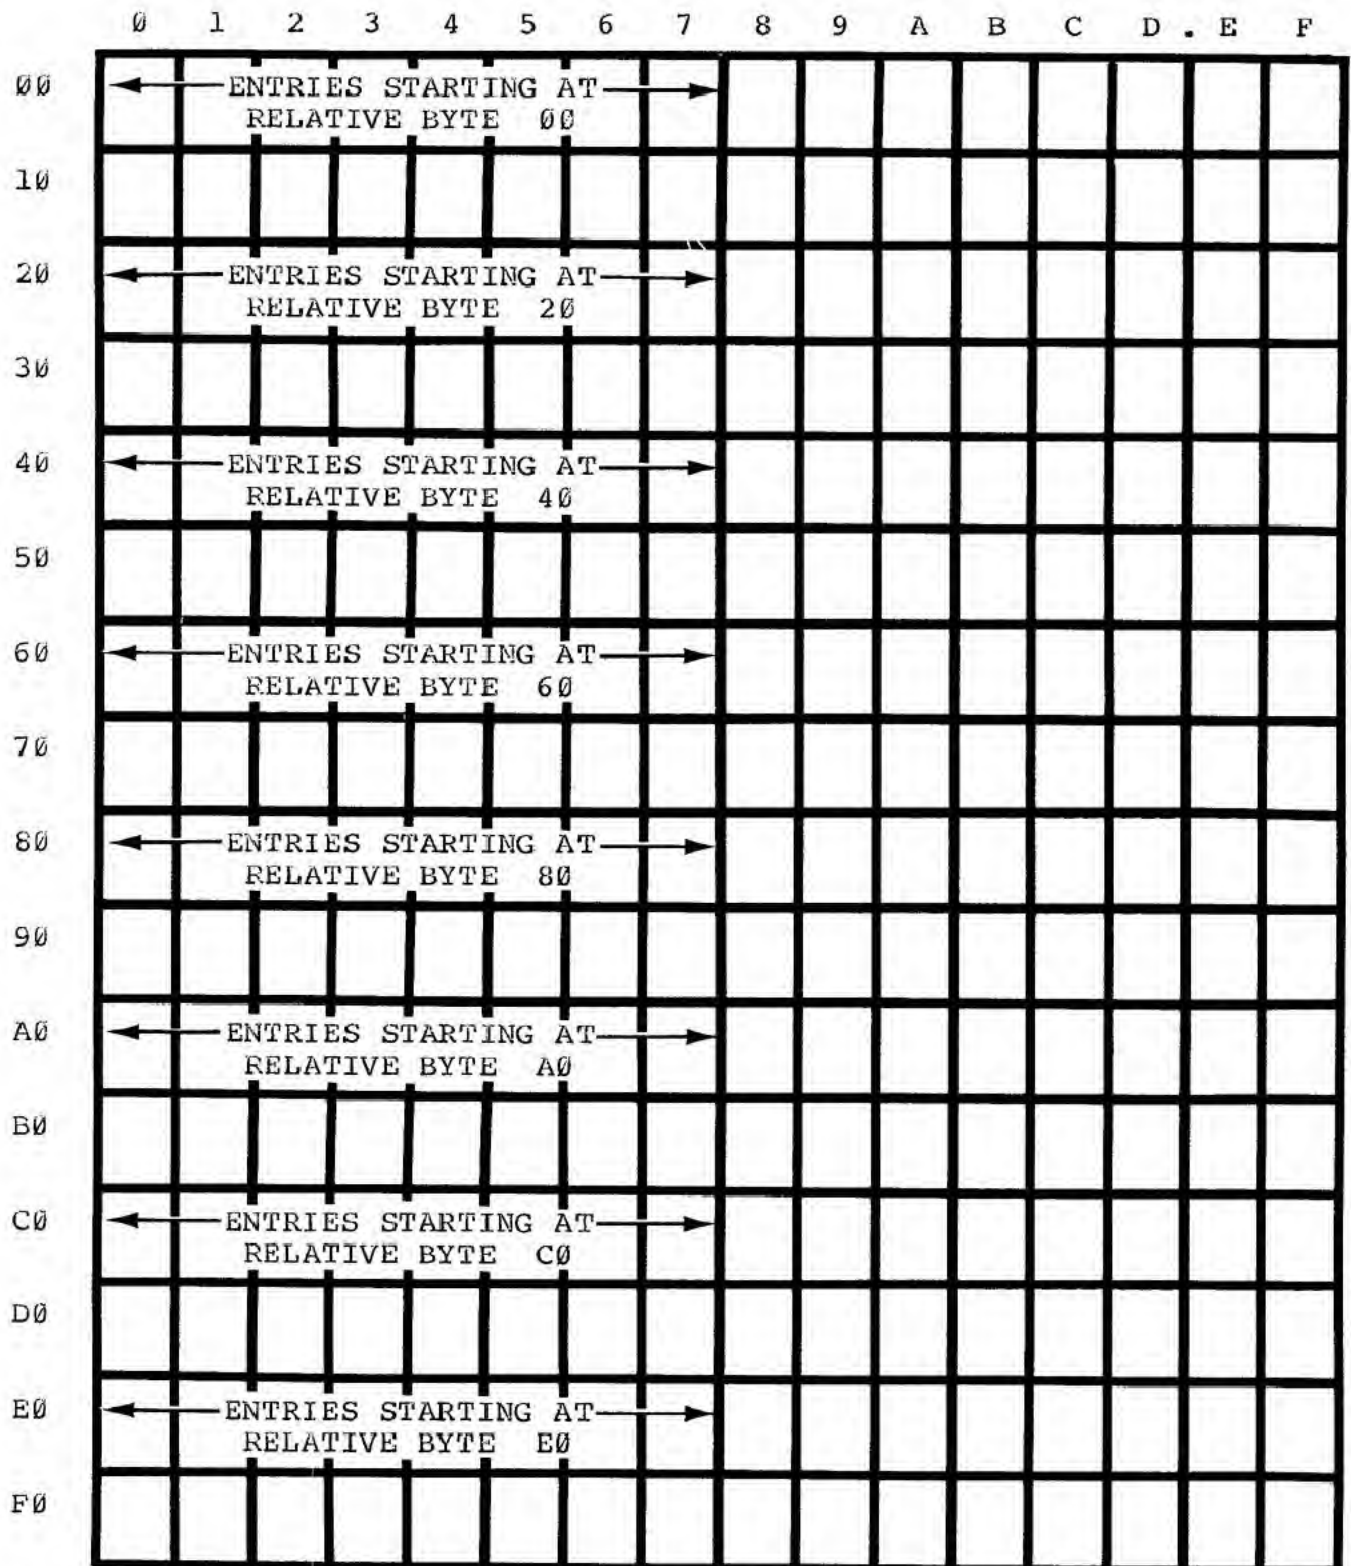 Ø 1 2 3 4 5 6 7 8 9 A B C D . E F
ØØ ENTRIES STARTING AT
RELATIVE BYTE ØØ
1Ø
2Ø ENTRIES STARTING AT
RELATIVE BYTE 2Ø
3Ø
4Ø ENTRIES STARTING AT
RELATIVE BYTE 4Ø
5Ø
6Ø ENTRIES STARTING AT
RELATIVE BYTE 6Ø
7Ø
8Ø ENTRIES STARTING AT
RELATIVE BYTE 8Ø
9Ø
AØ ENTRIES STARTING AT
RELATIVE BYTE AØ
BØ
CØ ENTRIES STARTING AT
RELATIVE BYTE CØ
DØ
EØ ENTRIES STARTING AT
RELATIVE BYTE EØ
FØ